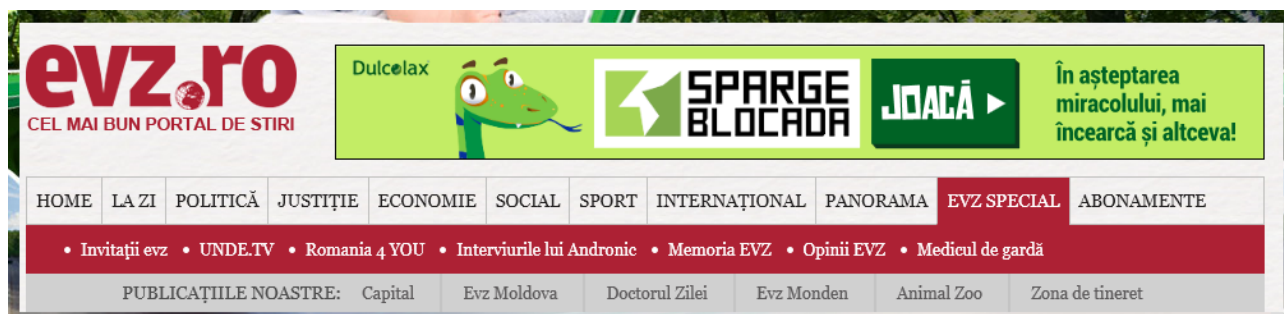 evz.ro
CEL MAI BUN PORTAL DE STIRI
Dulcolax
SPARGE
BLOCADA
JOACĂ
În așteptarea
miracolului, mai
încearcă și altceva!
HOME LA ZI POLITICĂ JUSTIȚIE ECONOMIE SOCIAL SPORT INTERNAȚIONAL PANORAMA EVZ SPECIAL ABONAMENTE
• Invitaţii evz • UNDE.TV • Romania 4 YOU • Interviurile lui Andronic • Memoria EVZ • Opinii EVZ • Medicul de gardă
PUBLICAȚIILE NOASTRE: Capital Evz Moldova Doctorul Zilei Evz Monden Animal Zoo Zona de tineret